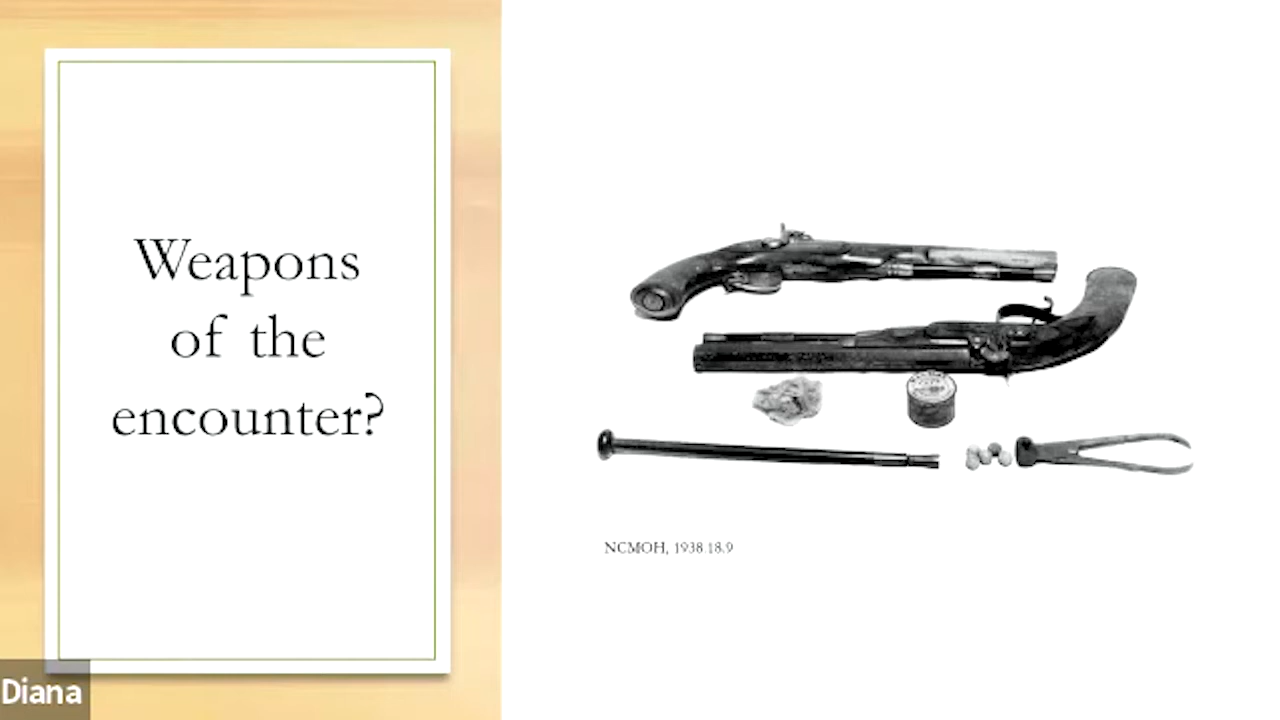 Weapons
of the
encounter?
NCMOH, 1938 18.9
Diana